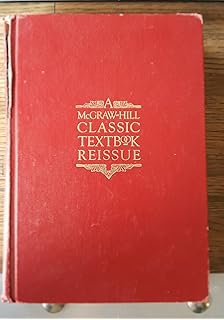 A
McGRAW-HILL
CLASSIC
TEXTBOOK
REISSUE